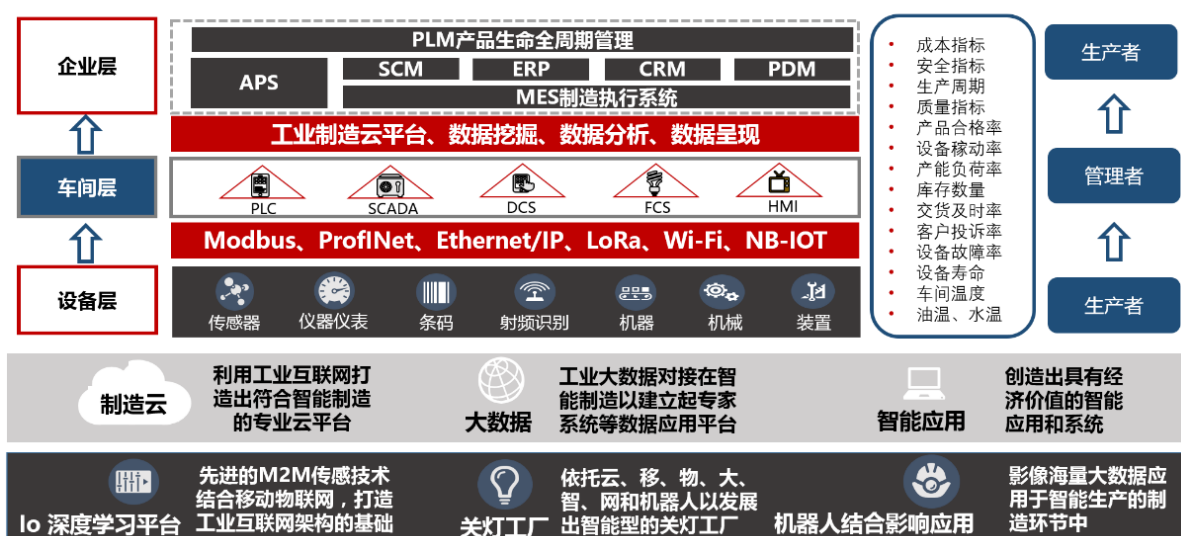 企业层
PLM产品生命全周期管理
APS
SCM
ERP
CRM
PDM
MES制造执行系统
工业制造云平台、数据挖掘、数据分析、数据呈现
车间层
PLC
SCADA
DCS
FCS
HMI
Modbus、ProfINet、Ethernet/IP、LoRa、Wi-Fi、NB-IOT
设备层
传感器
仪器仪表
条码
射频识别
机器
机械
装置
• 成本指标
• 安全指标
• 生产周期
• 质量指标
• 产品合格率
• 设备稼动率
• 产能负荷率
• 库存数量
• 交货及时率
• 客户投诉率
• 设备故障率
• 设备寿命
• 车间温度
• 油温、水温
生产者
管理者
生产者
制造云
利用工业互联网打
造出符合智能制造
的专业云平台
大数据
工业大数据对接在智
能制造以建立起专家
系统等数据应用平台
智能应用
创造出具有经
济价值的智能
应用和系统
Io 深度学习平台
先进的M2M传感技术
结合移动物联网，打造
工业互联网架构的基础
关灯工厂
依托云、移、物、大、
智、网和机器人以发展
出智能型的关灯工厂
机器人结合影响应用
影像海量大数据应
用于智能生产的制
造环节中